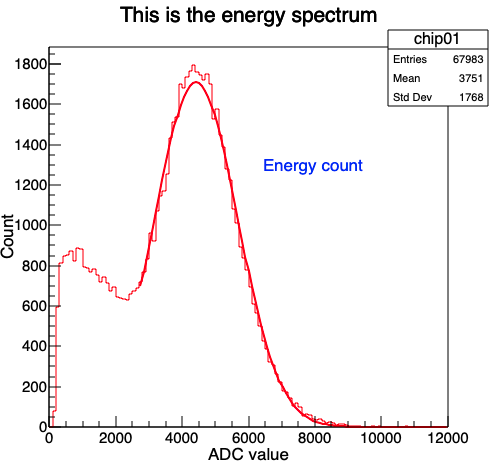 This is the energy spectrum
chip01
Entries 67983
Mean 3751
Std Dev 1768
Energy count
Count
1800
1600
1400
1200
1000
800
600
400
200
0
0 2000 4000 6000 8000 10000 12000
ADC value